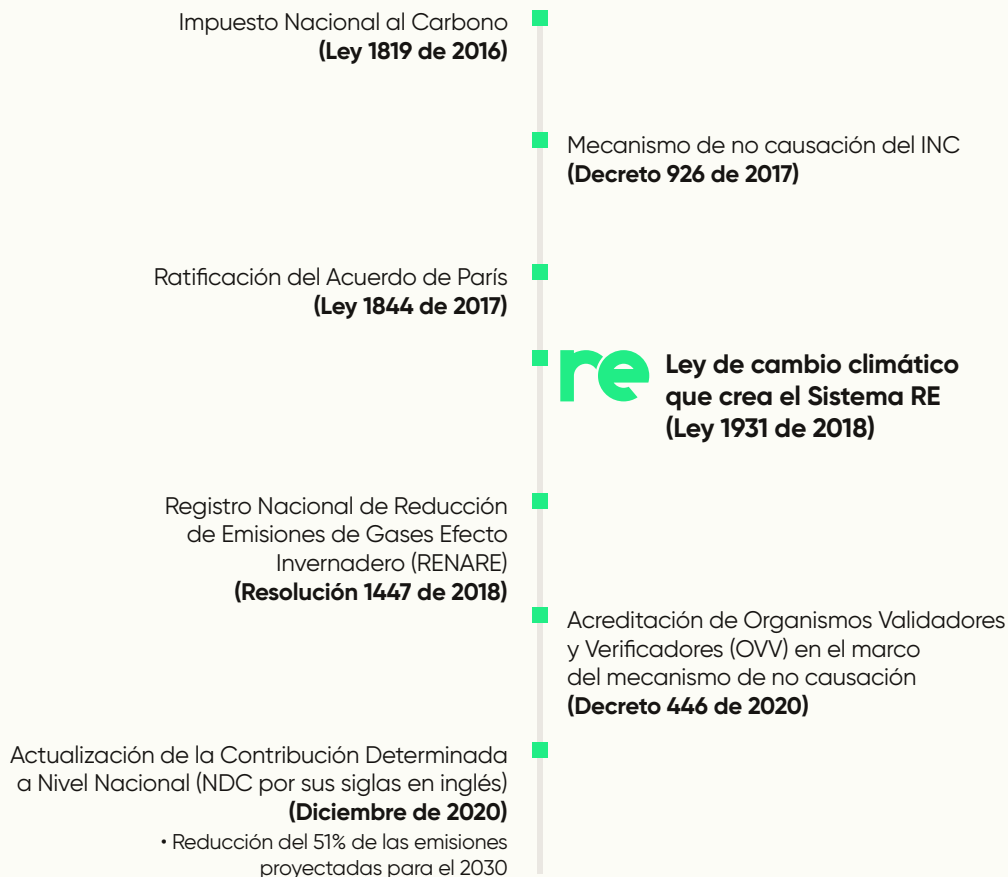 Impuesto Nacional al Carbono
(Ley 1819 de 2016)
Mecanismo de no causación del INC
(Decreto 926 de 2017)
Ratificación del Acuerdo de París
(Ley 1844 de 2017)
re
Ley de cambio climático
que crea el Sistema RE
(Ley 1931 de 2018)
Registro Nacional de Reducción
de Emisiones de Gases Efecto
Invernadero (RENARE)
(Resolución 1447 de 2018)
Acreditación de Organismos Validadores
y Verificadores (OVV) en el marco
del mecanismo de no causación
(Decreto 446 de 2020)
Actualización de la Contribución Determinada
a Nivel Nacional (NDC por sus siglas en inglés)
(Diciembre de 2020)
• Reducción del 51% de las emisiones
proyectadas para el 2030